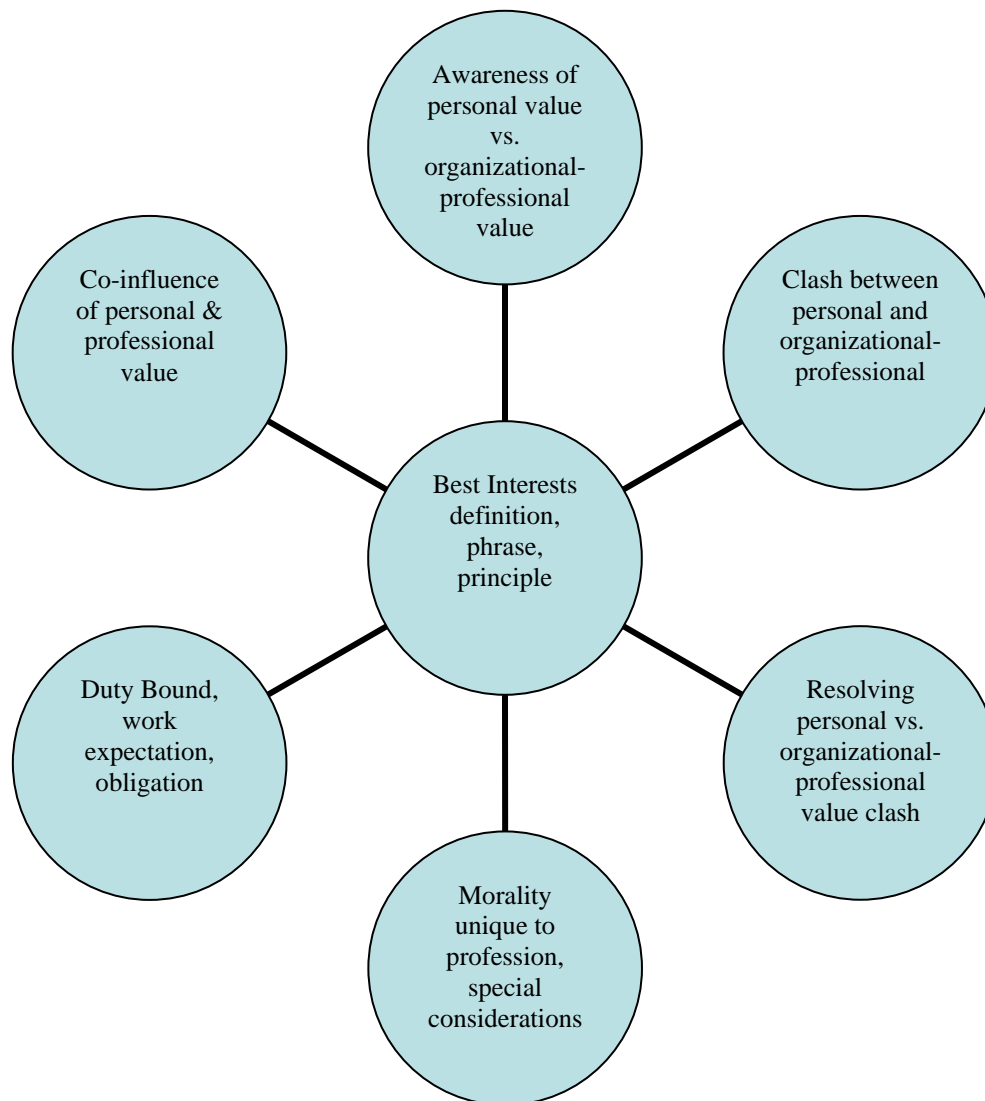 Awareness of
personal value
vs.
organizational-
professional
value
Co-influence
of personal &
professional
value
Clash between
personal and
organizational-
professional
Best Interests
definition,
phrase,
principle
Duty Bound,
work
expectation,
obligation
Resolving
personal vs.
organizational-
professional
value clash
Morality
unique to
profession,
special
considerations